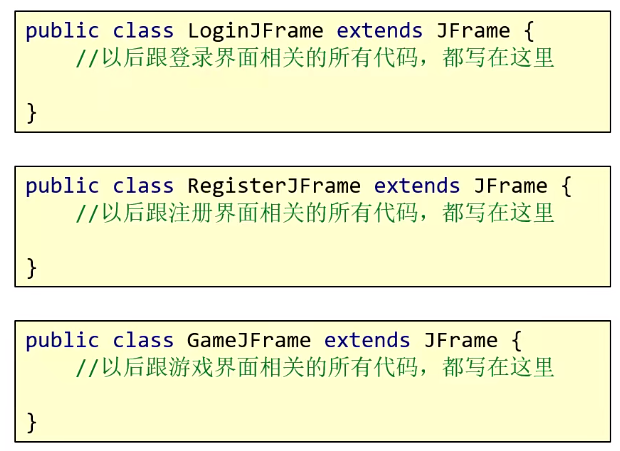 public class LoginJFrame extends JFrame {
//以后跟登录界面相关的所有代码，都写在这里
}
public class RegisterJFrame extends JFrame {
//以后跟注册界面相关的所有代码，都写在这里
}
public class GameJFrame extends JFrame {
//以后跟游戏界面相关的所有代码，都写在这里
}